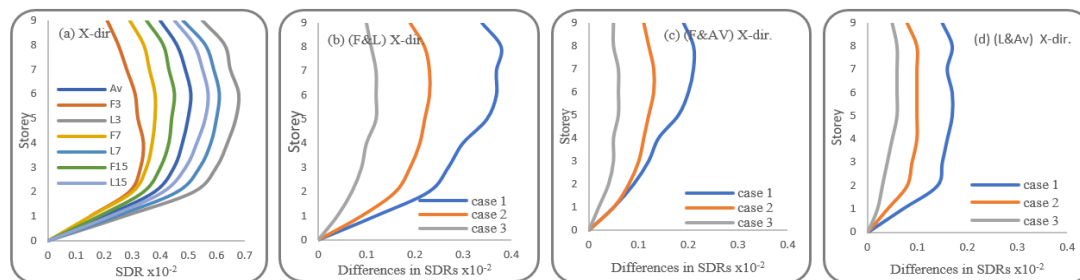 (a) X-dir
9
8
7
6
5
4
3
2
1
0
Storey
Av
F3
L3
F7
L7
F15
L15
0 0.1 0.2 0.3 0.4 0.5 0.6 0.7
SDR x10-2
(b) (F&L) X-dir
9
8
7
6
5
4
3
2
1
0
Storey
case 1
case 2
case 3
0 0.1 0.2 0.3 0.4
Differences in SDRs x10-2
(c) (F&AV) X-dir.
9
8
7
6
5
4
3
2
1
0
Storey
case 1
case 2
case 3
0 0.1 0.2 0.3 0.4
Differences in SDRs x10-2
(d) (L&Av) X-dir.
9
8
7
6
5
4
3
2
1
0
Storey
case 1
case 2
case 3
0 0.1 0.2 0.3 0.4
Differences in SDRs x10-2